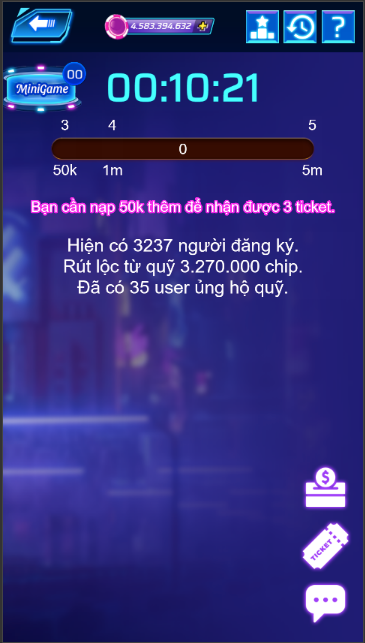 4.583.394.632
?
00
MiniGame
00:10:21
3 4 5
0
50k 1m 5m
Bạn cần nạp 50k thêm để nhận được 3 ticket.
Hiện có 3237 người đăng ký.
Rút lộc từ quỹ 3.270.000 chip.
Đã có 35 user ủng hộ quỹ.
$
TICKET